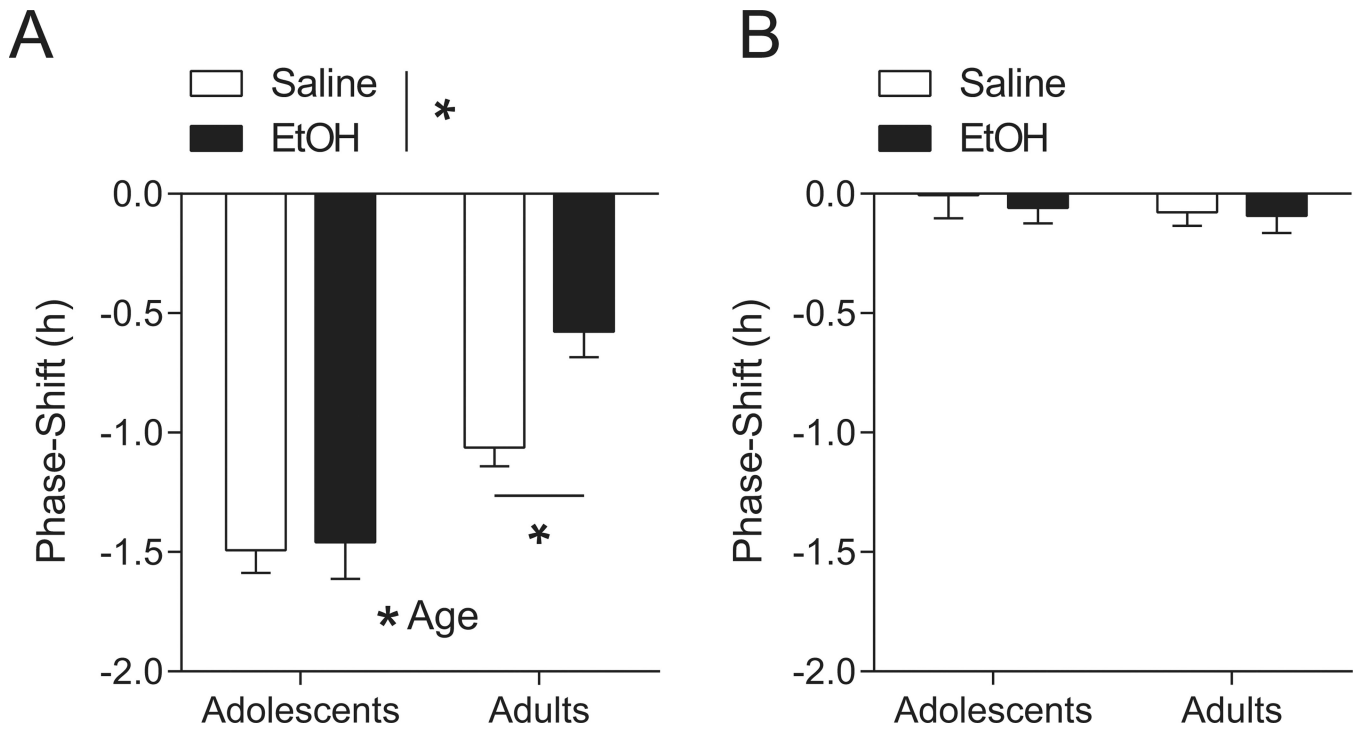 A
Saline
EtOH
*
0.0
-0.5
-1.0
-1.5
-2.0
Phase-Shift (h)
*
* Age
Adolescents
Adults
B
Saline
EtOH
0.0
-0.5
-1.0
-1.5
-2.0
Phase-Shift (h)
Adolescents
Adults